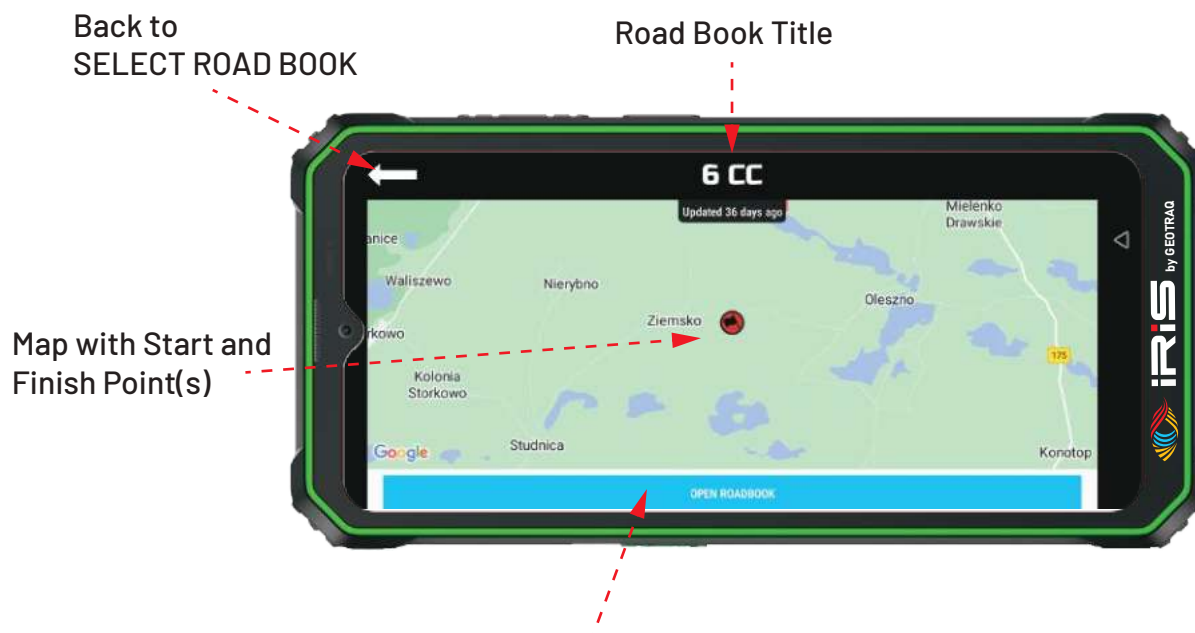 Back to
SELECT ROAD BOOK
Road Book Title
6 CC
Updated 36 days ago
Mielenko
Drawskie
anice
Waliszewo
Nierybno
Oleszno
Ziemsko
rkowo
175
Map with Start and
Finish Point(s)
Kolonia
Storkowo
Studnica
Google
Konotop
OPEN ROADBOOK
iRiS by GEOTRAQ